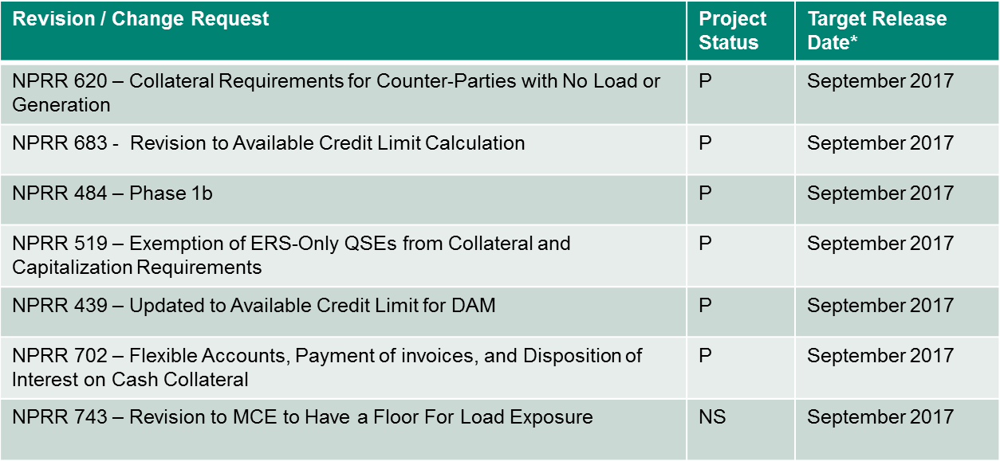 Revision / Change Request
Project
Status
Target Release
Date*
NPRR 620 – Collateral Requirements for Counter-Parties with No Load or
Generation
P
September 2017
NPRR 683 -  Revision to Available Credit Limit Calculation
P
September 2017
NPRR 484 – Phase 1b
P
September 2017
NPRR 519 – Exemption of ERS-Only QSEs from Collateral and
Capitalization Requirements
P
September 2017
NPRR 439 – Updated to Available Credit Limit for DAM
P
September 2017
NPRR 702 – Flexible Accounts, Payment of invoices, and Disposition of
Interest on Cash Collateral
P
September 2017
NPRR 743 – Revision to MCE to Have a Floor For Load Exposure
NS
September 2017